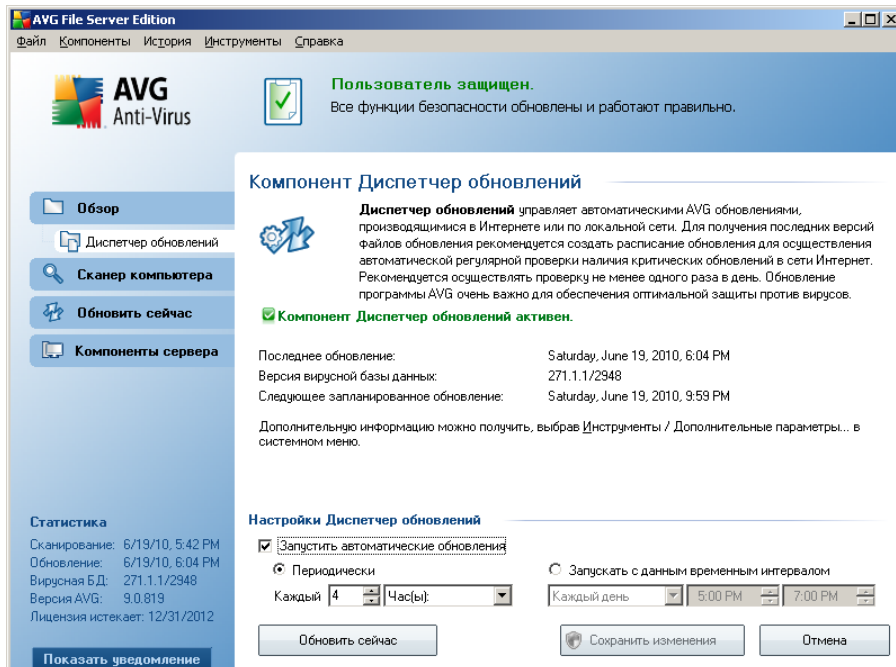 AVG File Server Edition
Файл Компоненты История Инструменты Справка
AVG
Anti-Virus
Пользователь защищен.
Все функции безопасности обновлены и работают правильно.
Обзор
Диспетчер обновлений
Сканер компьютера
Обновить сейчас
Компоненты сервера
Компонент Диспетчер обновлений
Диспетчер обновлений управляет автоматическими AVG обновлениями,
производящимися в Интернете или по локальной сети. Для получения последних версий
файлов обновления рекомендуется создать расписание обновления для осуществления
автоматической регулярной проверки наличия критических обновлений в сети Интернет.
Рекомендуется осуществлять проверку не менее одного раза в день. Обновление
программы AVG очень важно для обеспечения оптимальной защиты против вирусов.
Компонент Диспетчер обновлений активен.
Последнее обновление: Saturday, June 19, 2010, 6:04 PM
Версия вирусной базы данных: 271.1.1/2948
Следующее запланированное обновление: Saturday, June 19, 2010, 9:59 PM
Дополнительную информацию можно получить, выбрав Инструменты / Дополнительные параметры... в
системном меню.
Настройки Диспетчер обновлений
Запустить автоматические обновления
Периодически
Запускать с данным временным интервалом
Каждый 4 Час(ы):
Каждый день 5:00 PM 7:00 PM
Обновить сейчас
Сохранить изменения
Отмена
Статистика
Сканирование: 6/19/10, 5:42 PM
Обновление: 6/19/10, 6:04 PM
Вирусная БД: 271.1.1/2948
Версия AVG: 9.0.819
Лицензия истекает: 12/31/2012
Показать уведомление